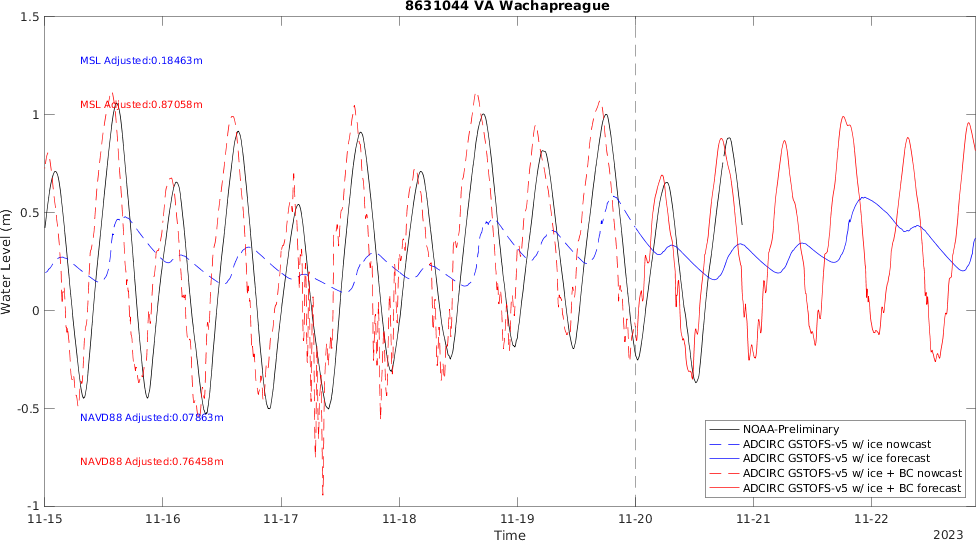 8631044 VA Wachapreague
1.5
1
0.5
0
-0.5
-1
Water Level (m)
MSL Adjusted:0.18463m
MSL Adjusted:0.87058m
NAVD88 Adjusted:0.07863m
NAVD88 Adjusted:0.76458m
NOAA-Preliminary
ADCIRC GSTOFS-v5 w/ ice nowcast
ADCIRC GSTOFS-v5 w/ ice forecast
ADCIRC GSTOFS-v5 w/ ice + BC nowcast
ADCIRC GSTOFS-v5 w/ ice + BC forecast
11-15 11-16 11-17 11-18 11-19 11-20 11-21 11-22
Time
2023